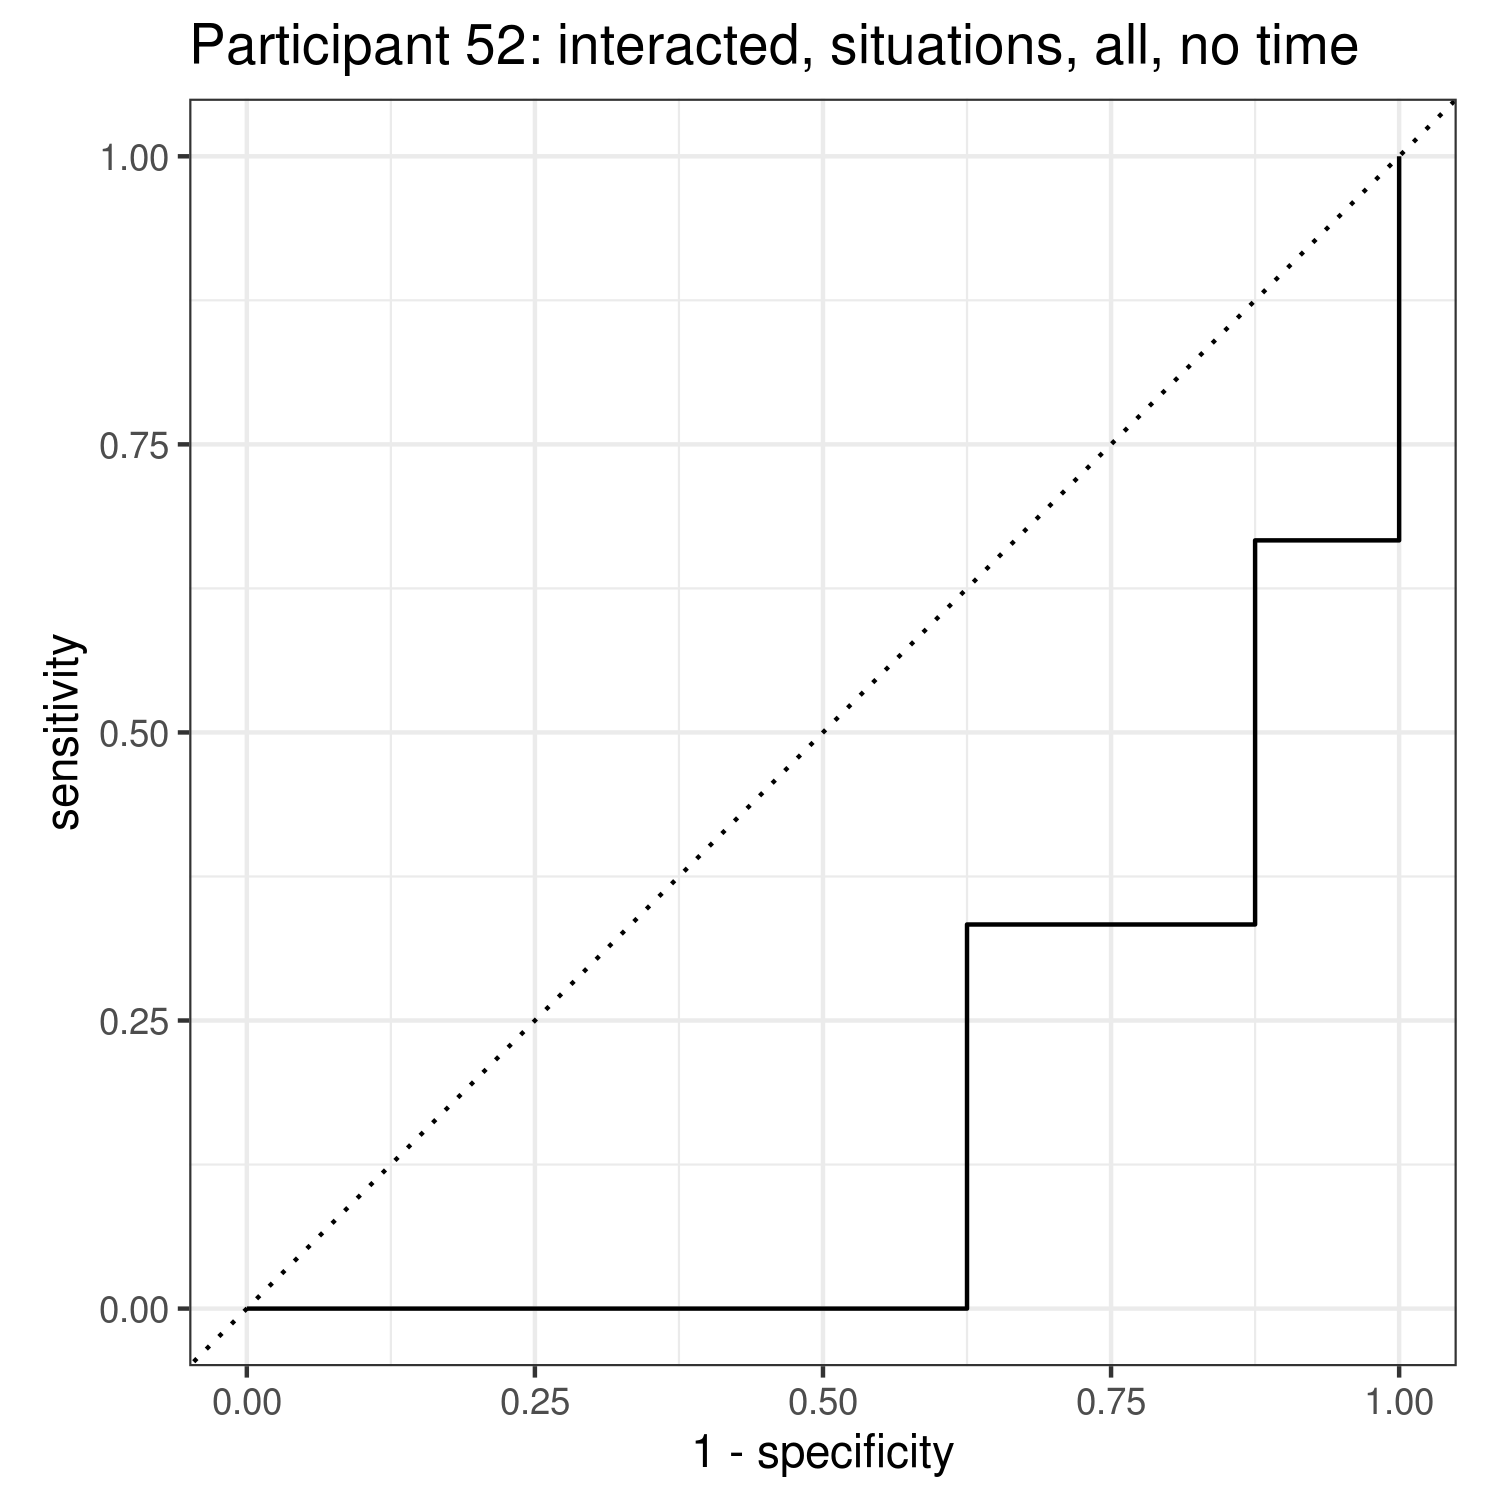 Participant 52: interacted, situations, all, no time
1.00
0.75
0.50
0.25
0.00
sensitivity
0.00 0.25 0.50 0.75 1.00
1 - specificity